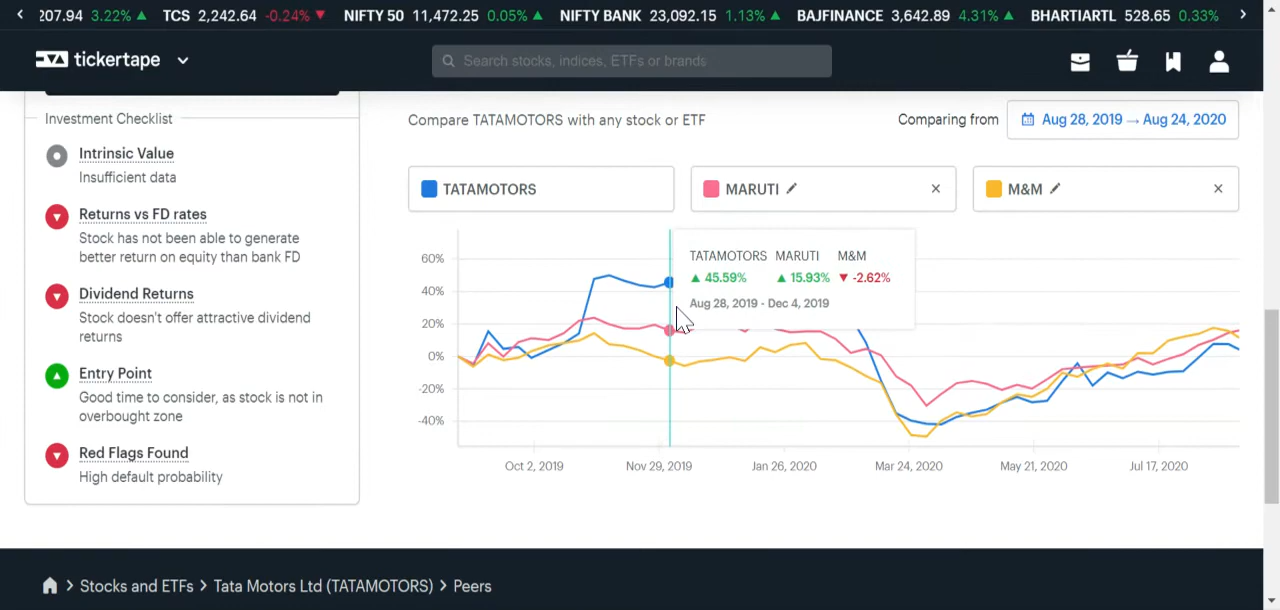 207.94 3.22% TCS 2,242.64 -0.24% NIFTY 50 11,472.25 0.05% NIFTY BANK 23,092.15 1.13% BAJFINANCE 3,642.89 4.31% BHARTIARTL 528.65 0.33%
tickertape
Search stocks, indices, ETFs or brands
Investment Checklist
Intrinsic Value
Insufficient data
Returns vs FD rates
Stock has not been able to generate
better return on equity than bank FD
Dividend Returns
Stock doesn't offer attractive dividend
returns
Entry Point
Good time to consider, as stock is not in
overbought zone
Red Flags Found
High default probability
Compare TATAMOTORS with any stock or ETF
Comparing from
Aug 28, 2019 → Aug 24, 2020
TATAMOTORS
MARUTI
M&M
60%
40%
20%
0%
-20%
-40%
TATAMOTORS MARUTI M&M
45.59% 15.93% -2.62%
Aug 28, 2019 - Dec 4, 2019
Oct 2, 2019 Nov 29, 2019 Jan 26, 2020 Mar 24, 2020 May 21, 2020 Jul 17, 2020
Stocks and ETFs > Tata Motors Ltd (TATAMOTORS) > Peers